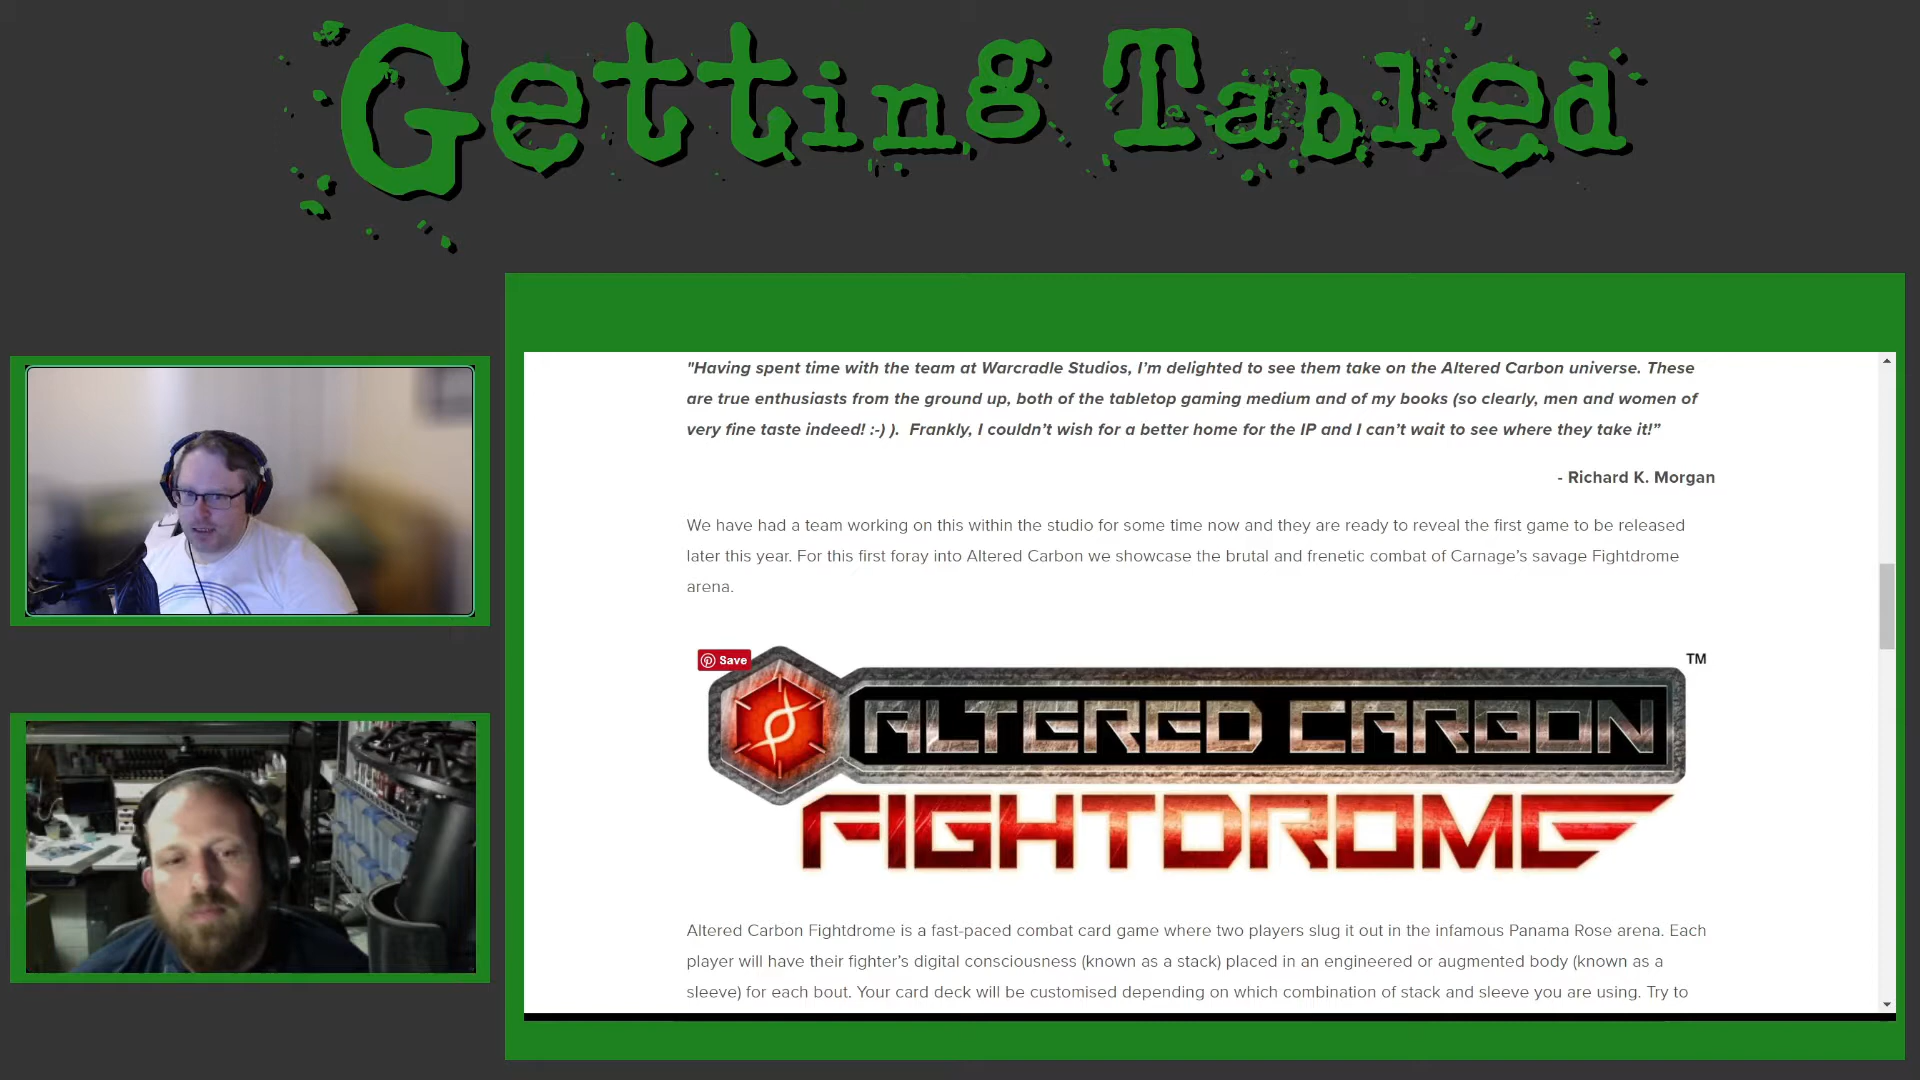 Getting Tabled
"Having spent time with the team at Warcradle Studios, I’m delighted to see them take on the Altered Carbon universe. These
are true enthusiasts from the ground up, both of the tabletop gaming medium and of my books (so clearly, men and women of
very fine taste indeed! :-) ).  Frankly, I couldn’t wish for a better home for the IP and I can’t wait to see where they take it!”
- Richard K. Morgan
We have had a team working on this within the studio for some time now and they are ready to reveal the first game to be released
later this year. For this first foray into Altered Carbon we showcase the brutal and frenetic combat of Carnage’s savage Fightdrome
arena.
Save
TM
ALTERED CARBON
FIGHTDROME
Altered Carbon Fightdrome is a fast-paced combat card game where two players slug it out in the infamous Panama Rose arena. Each
player will have their fighter’s digital consciousness (known as a stack) placed in an engineered or augmented body (known as a
sleeve) for each bout. Your card deck will be customised depending on which combination of stack and sleeve you are using. Try to